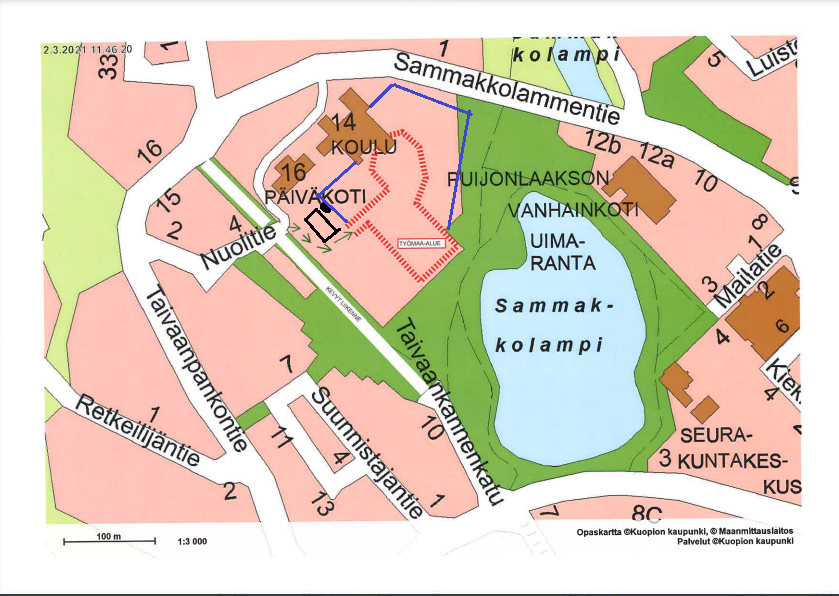 2.3.2021 11.46.20
33
1
1
kolampi
5
Sammakkolammentie
14
KOULU
16
12b
12a
10
16
PÄIVÄKOTI
PUIJONLAAKSON
VANHAINKOTI
15
2
4
Nuolitie
TYÖMAA-ALUE
UIMA-
RANTA
8
1
3
Mailatie
2
KEVYT LIIKENNE
Sammak-
kolampi
6
4
Taivaanpankontie
Taivaankannenkatu
7
4
Retkeilijäntie
1
11
Suunnistajantie
4
10
SEURA-
3 KUNTAKES-
KUS
2
13
1
7
8C
100 m
1:3 000
Opaskartta ©Kuopion kaupunki, © Maanmittauslaitos
Palvelut ©Kuopion kaupunki